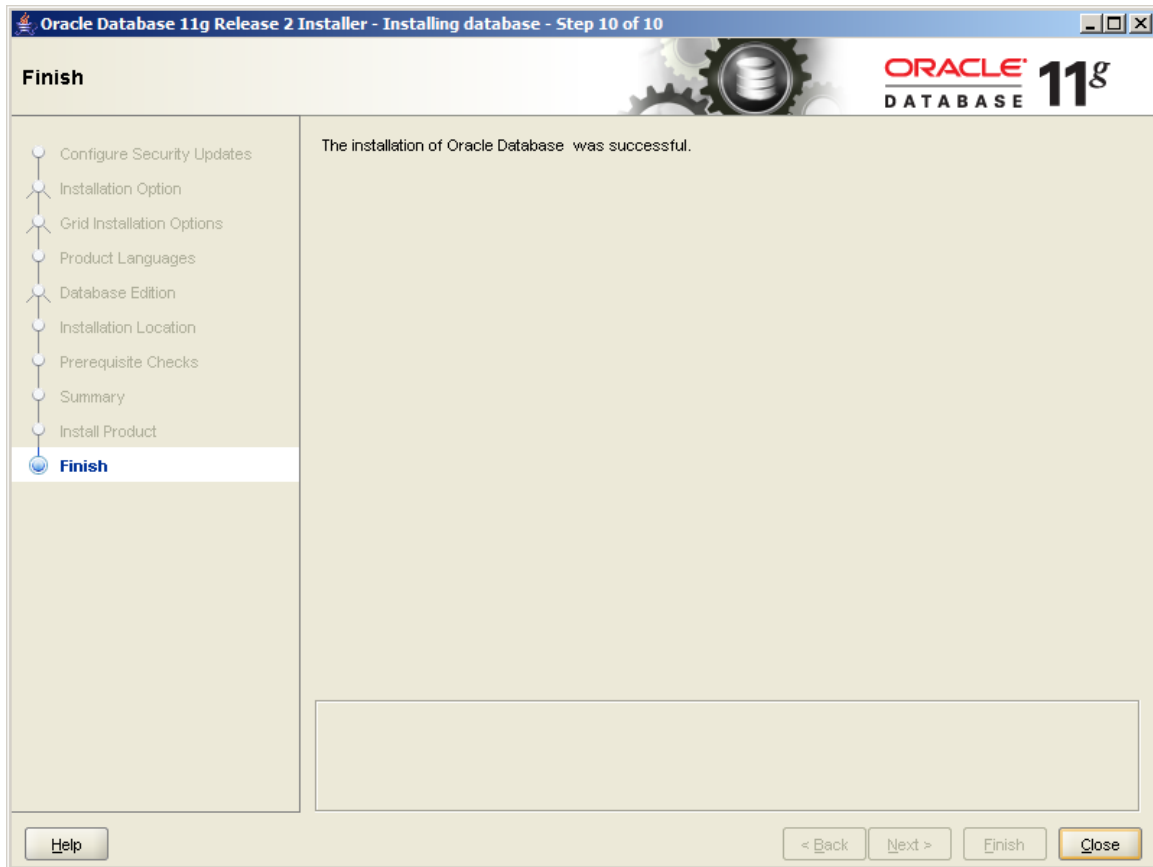 Oracle Database 11g Release 2 Installer - Installing database - Step 10 of 10
Finish
ORACLE
DATABASE 11g
Configure Security Updates
Installation Option
Grid Installation Options
Product Languages
Database Edition
Installation Location
Prerequisite Checks
Summary
Install Product
Finish
The installation of Oracle Database  was successful.
Help
< Back
Next >
Finish
Close